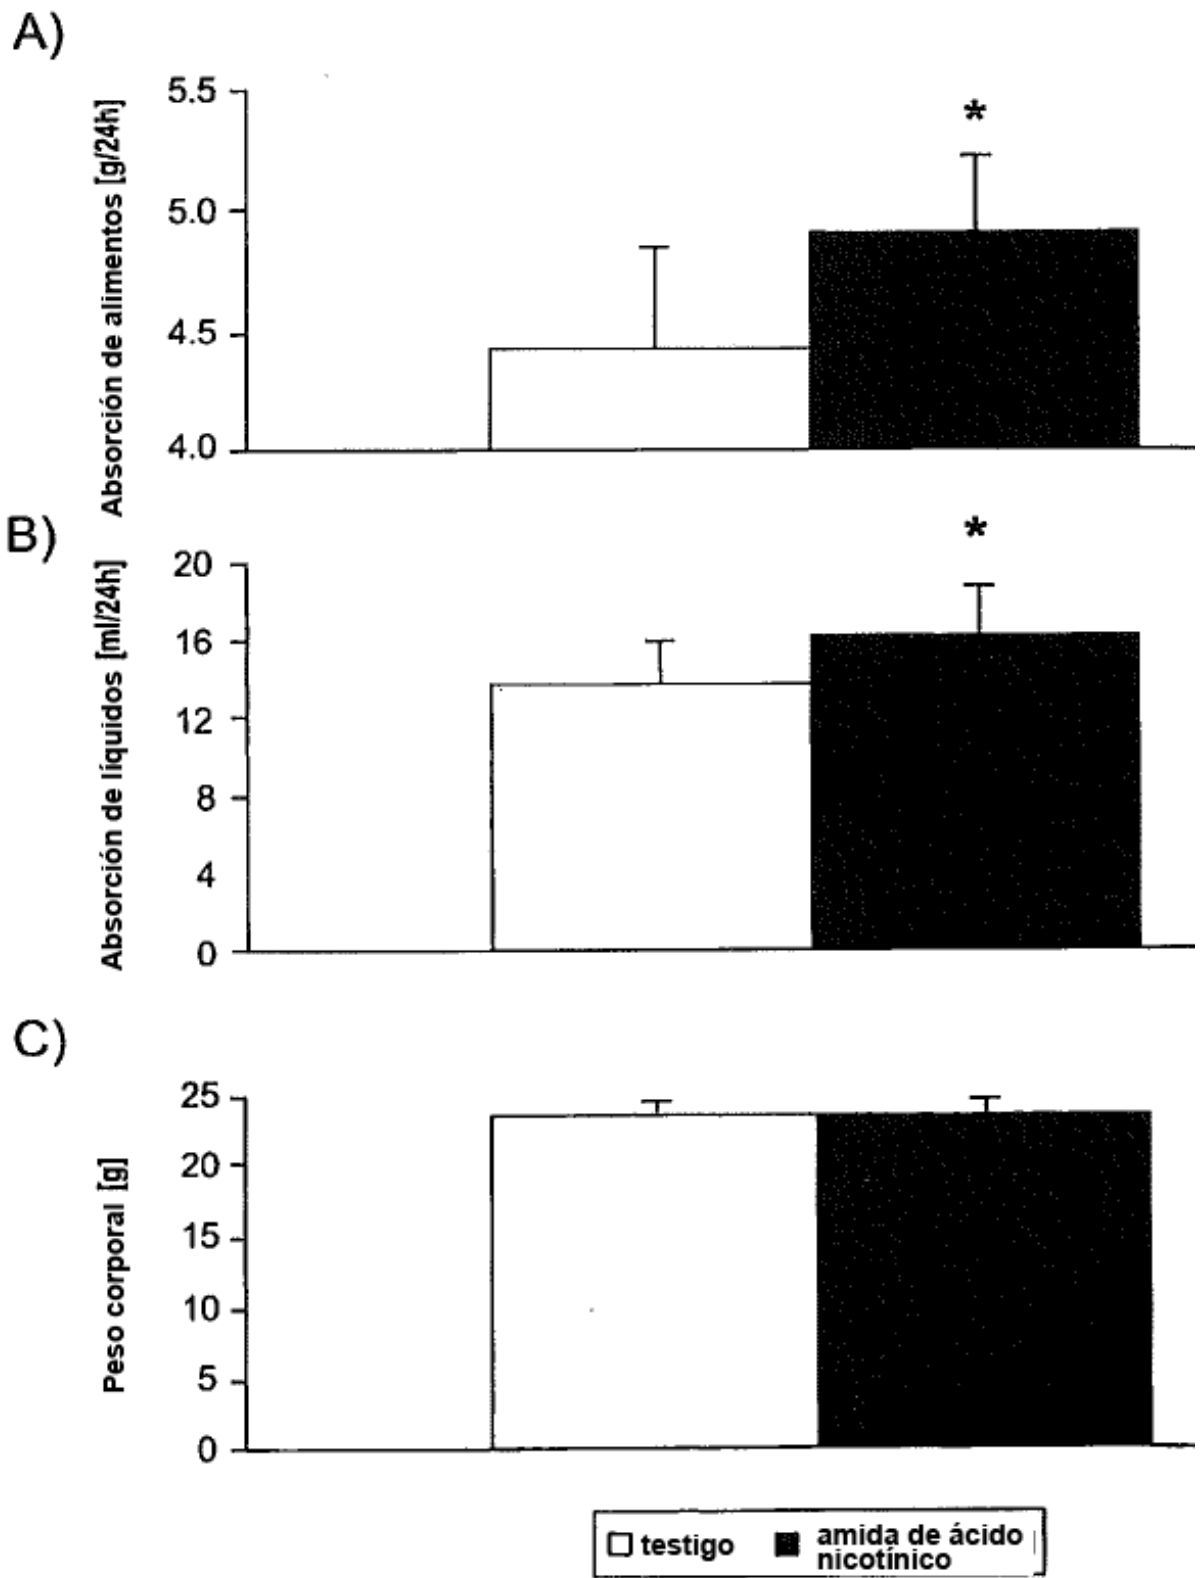 A)
Absorción de alimentos [g/24h]
5.5
5.0
4.5
4.0
*
B)
Absorción de líquidos [ml/24h]
20
16
12
8
4
0
*
C)
Peso corporal [g]
25
20
15
10
5
0
testigo
amida de ácido
nicotínico